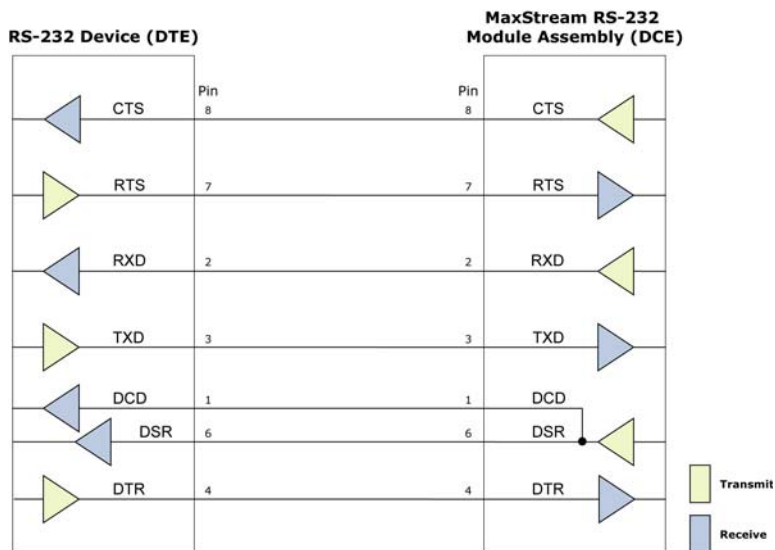 RS-232 Device (DTE)
MaxStream RS-232
Module Assembly (DCE)
Pin
Pin
CTS 8 8 CTS
RTS 7 7 RTS
RXD 2 2 RXD
TXD 3 3 TXD
DCD 1 1 DCD
DSR 6 6 DSR
DTR 4 4 DTR
Transmit
Receive